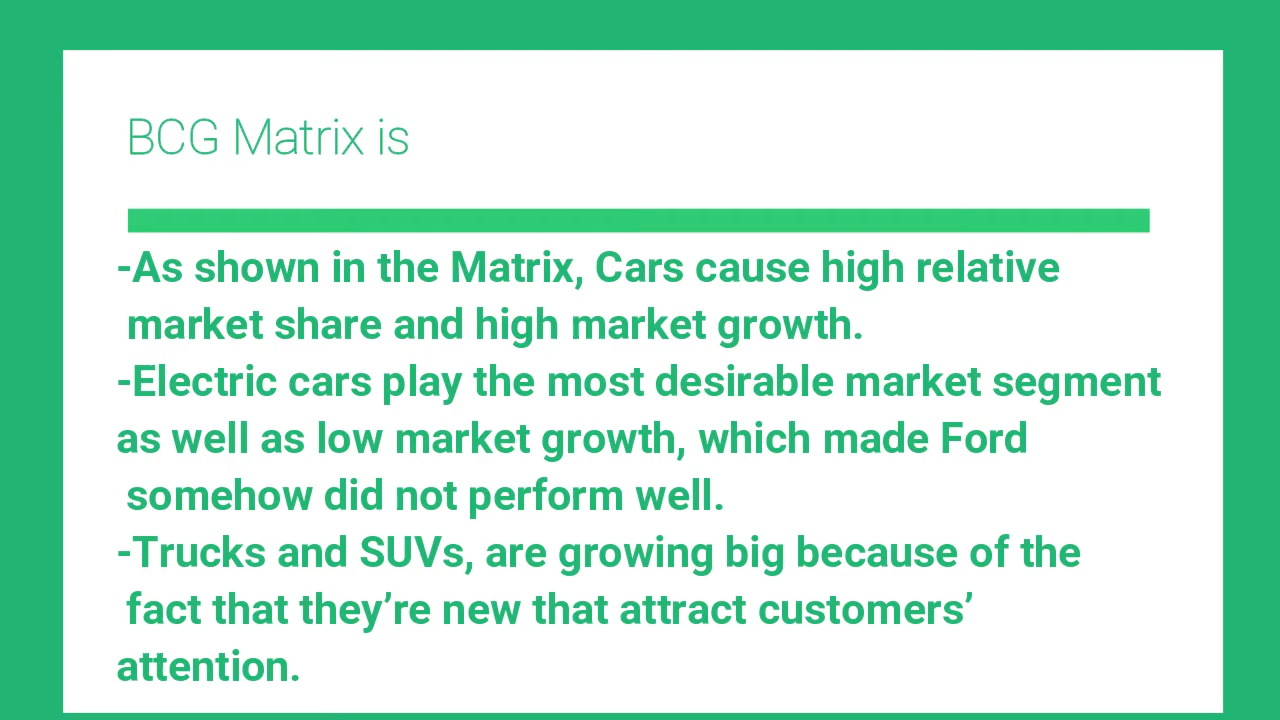 BCG Matrix is
-As shown in the Matrix, Cars cause high relative
market share and high market growth.
-Electric cars play the most desirable market segment
as well as low market growth, which made Ford
somehow did not perform well.
-Trucks and SUVs, are growing big because of the
fact that they’re new that attract customers’
attention.